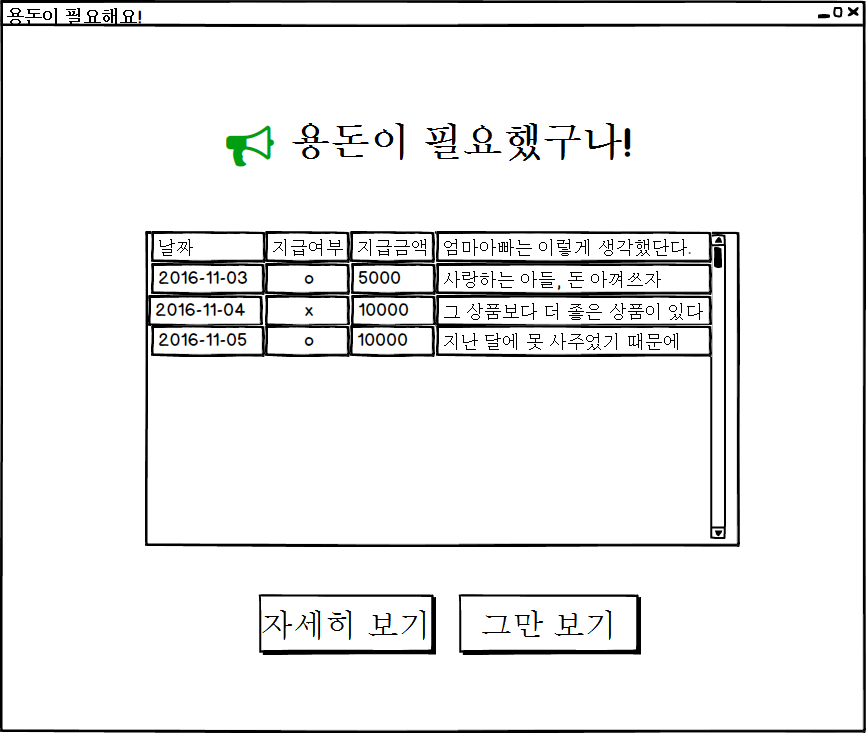 용돈이 필요해요!
용돈이 필요했구나!
날짜 지급여부 지급금액 엄마아빠는 이렇게 생각했단다.
2016-11-03 o 5000 사랑하는 아들, 돈 아껴쓰자
2016-11-04 x 10000 그 상품보다 더 좋은 상품이 있다
2016-11-05 o 10000 지난 달에 못 사주었기 때문에
자세히 보기 그만 보기